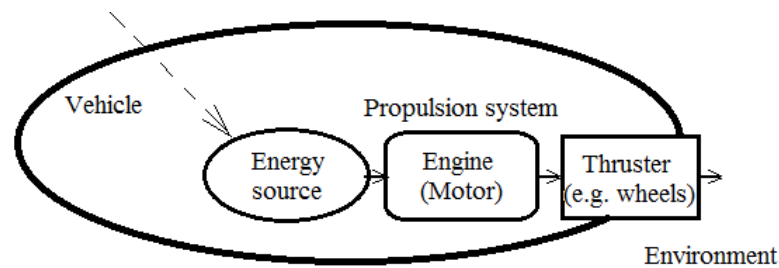 Vehicle
Propulsion system
Energy
source
Engine
(Motor)
Thruster
(e.g. wheels)
Environment